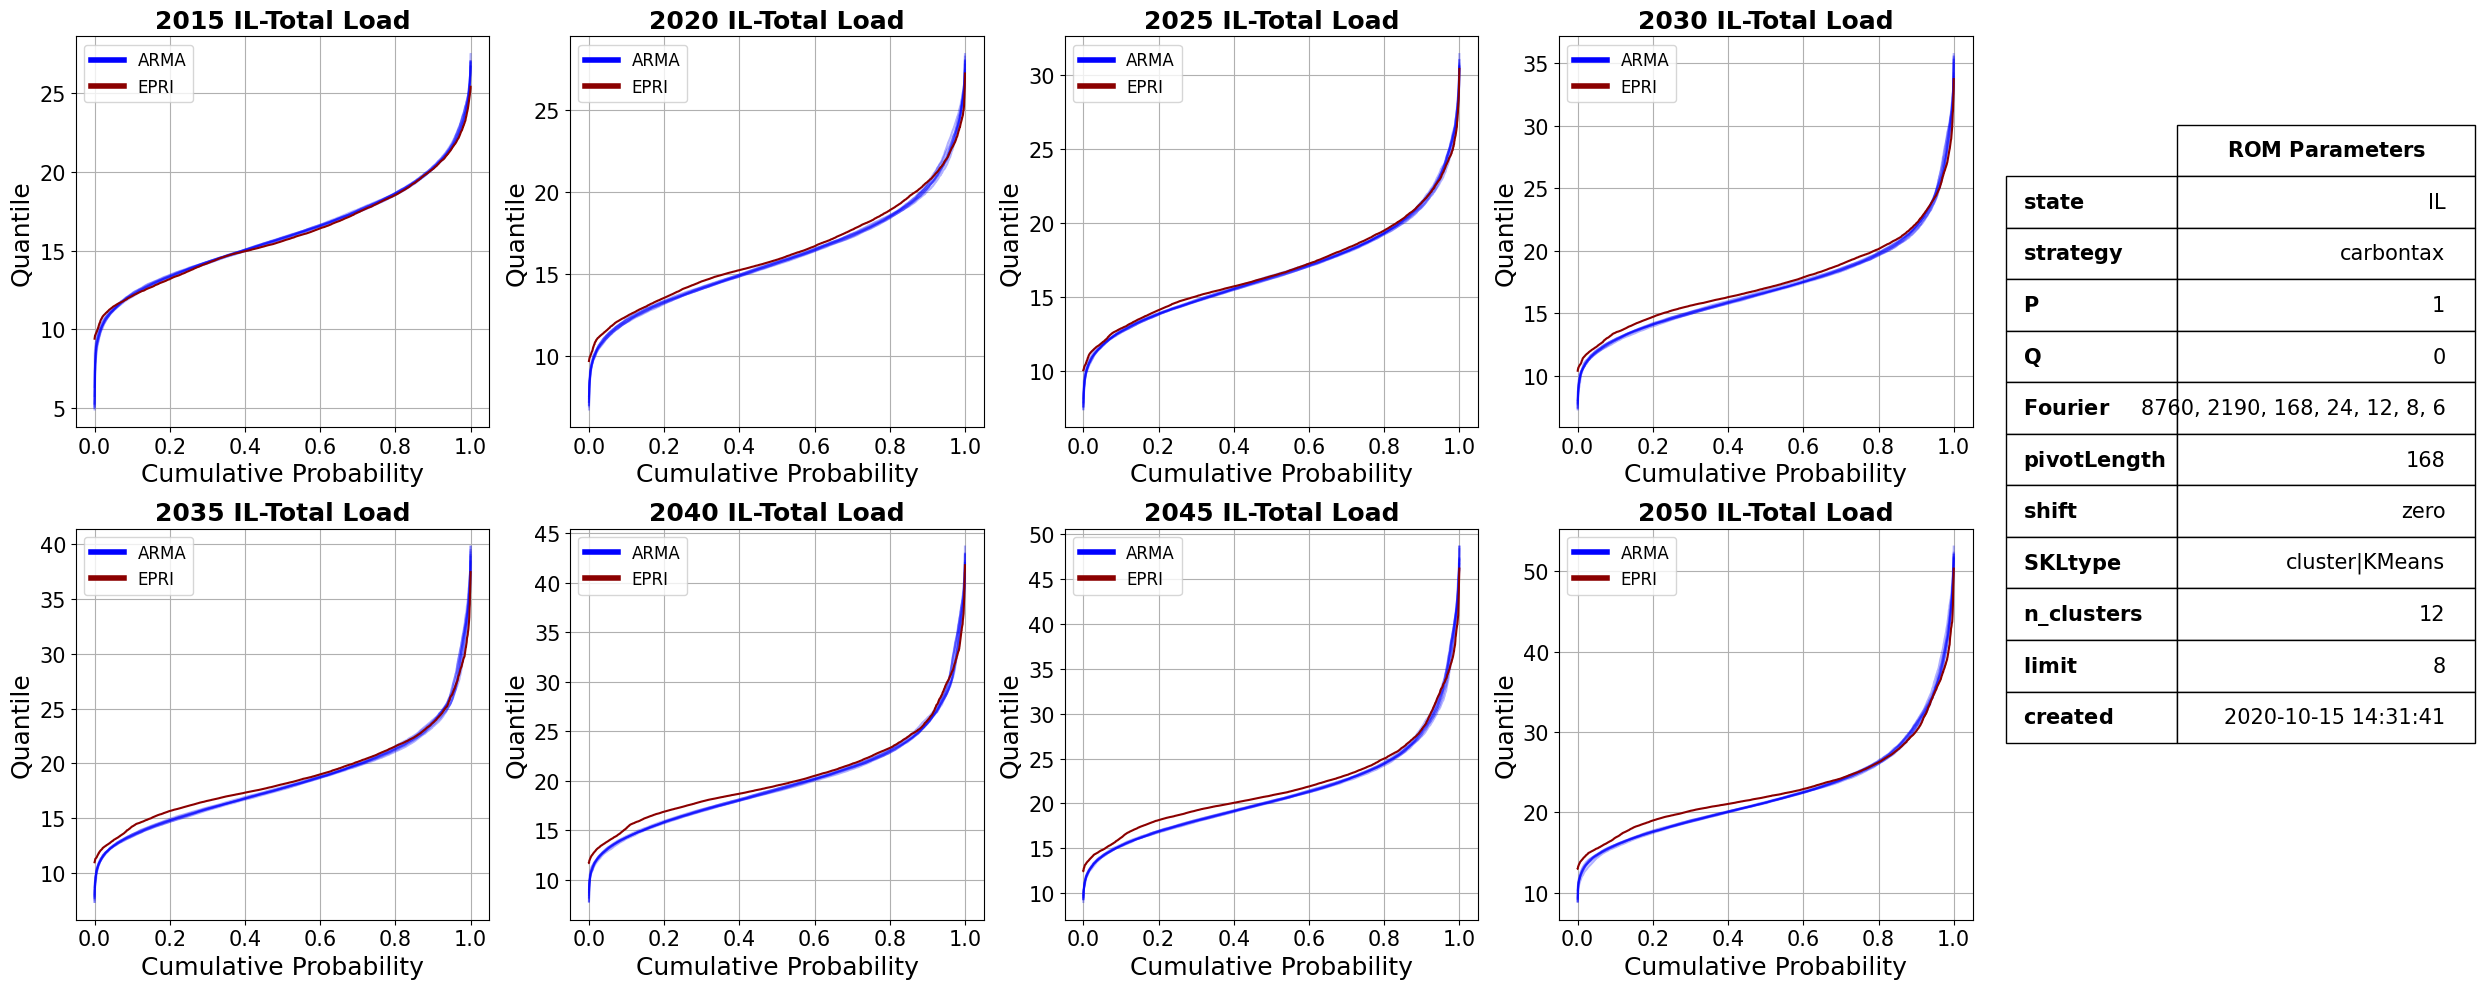 2015 IL-Total Load
ARMA
EPRI
Quantile
25
20
15
10
5
0.0 0.2 0.4 0.6 0.8 1.0
Cumulative Probability
2020 IL-Total Load
ARMA
EPRI
Quantile
25
20
15
10
0.0 0.2 0.4 0.6 0.8 1.0
Cumulative Probability
2025 IL-Total Load
ARMA
EPRI
Quantile
30
25
20
15
10
0.0 0.2 0.4 0.6 0.8 1.0
Cumulative Probability
2030 IL-Total Load
ARMA
EPRI
Quantile
35
30
25
20
15
10
0.0 0.2 0.4 0.6 0.8 1.0
Cumulative Probability
2035 IL-Total Load
ARMA
EPRI
Quantile
40
35
30
25
20
15
10
0.0 0.2 0.4 0.6 0.8 1.0
Cumulative Probability
2040 IL-Total Load
ARMA
EPRI
Quantile
45
40
35
30
25
20
15
10
0.0 0.2 0.4 0.6 0.8 1.0
Cumulative Probability
2045 IL-Total Load
ARMA
EPRI
Quantile
50
45
40
35
30
25
20
15
10
0.0 0.2 0.4 0.6 0.8 1.0
Cumulative Probability
2050 IL-Total Load
ARMA
EPRI
Quantile
50
40
30
20
10
0.0 0.2 0.4 0.6 0.8 1.0
Cumulative Probability
ROM Parameters
state IL
strategy carbontax
P 1
Q 0
Fourier 8760, 2190, 168, 24, 12, 8, 6
pivotLength 168
shift zero
SKLtype cluster|KMeans
n_clusters 12
limit 8
created 2020-10-15 14:31:41